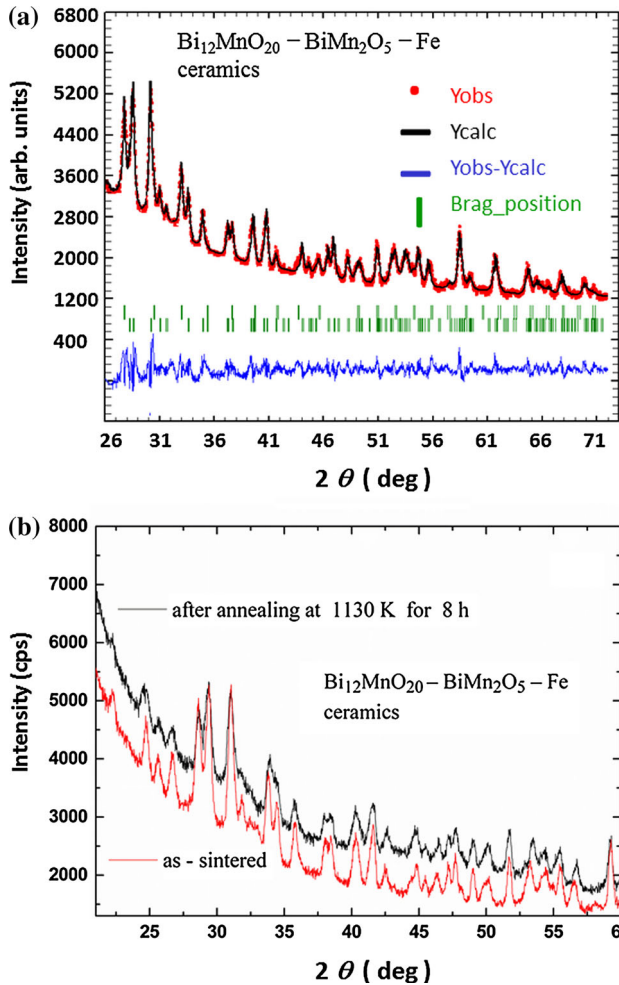 (a)
6800
6000
5200
4400
3600
2800
2000
1200
400
Intensity (arb. units)
Bi12MnO20 – BiMn2O5 – Fe
ceramics
Yobs
Ycalc
Yobs-Ycalc
Brag_position
26 31 36 41 46 51 56 61 66 71
2 θ ( deg )
(b)
8000
7000
6000
5000
4000
3000
2000
Intensity (cps)
after annealing at 1130 K for 8 h
Bi12MnO20 – BiMn2O5 – Fe
ceramics
as - sintered
25 30 35 40 45 50 55 60
2 θ ( deg )